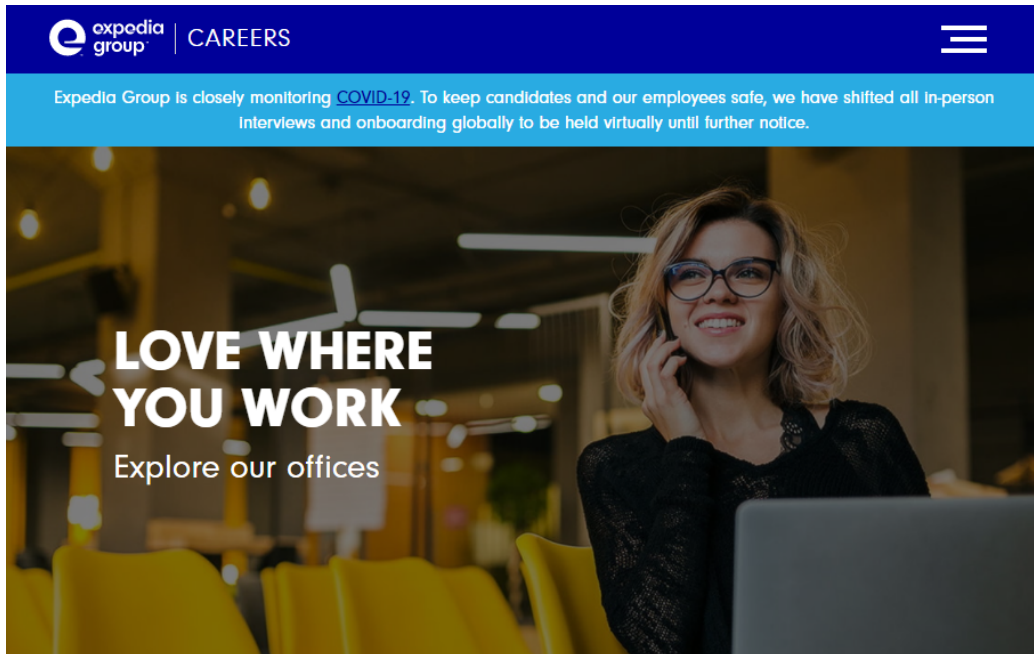 expedia
group
CAREERS
Expedia Group is closely monitoring COVID-19. To keep candidates and our employees safe, we have shifted all in-person
interviews and onboarding globally to be held virtually until further notice.
LOVE WHERE
YOU WORK
Explore our offices